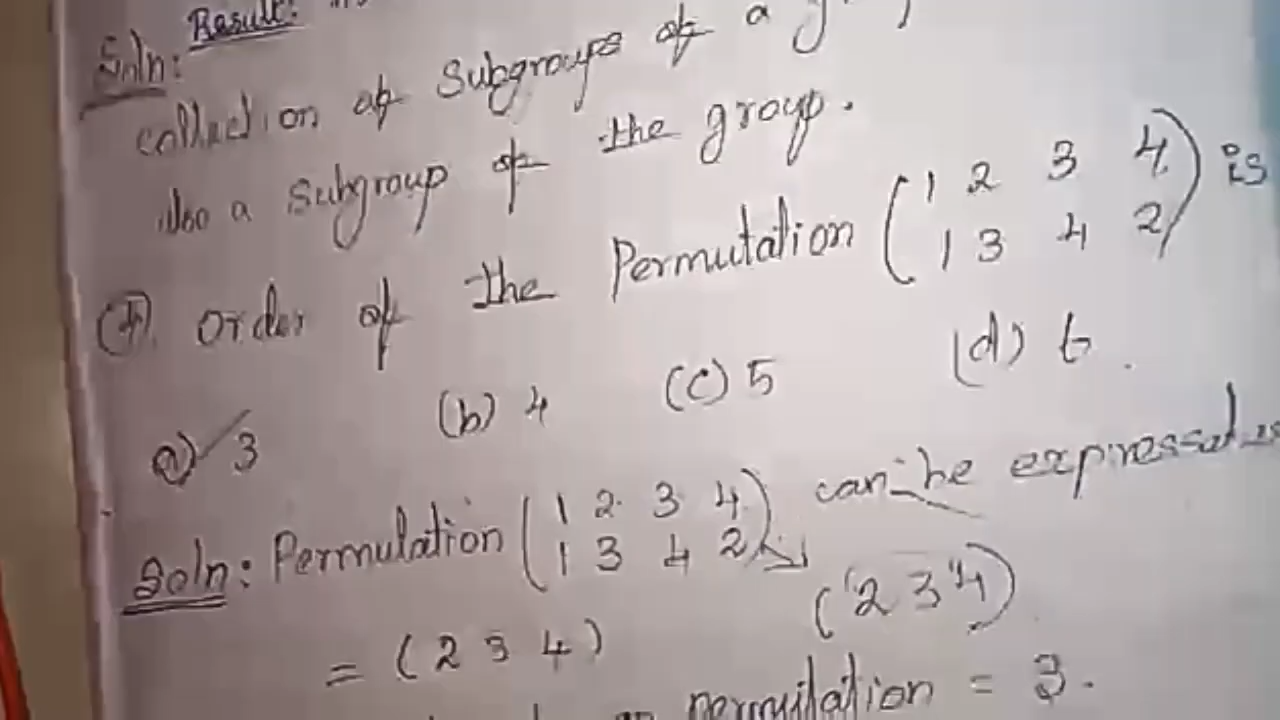 Result:
Soln:
collection of subgroups of a
also a subgroup of the group.
7. Order of the Permutation (1 2 3 4) is
(1 3 4 2)
a) 3 (b) 4 (c) 5 (d) 6.
Soln: Permutation (1 2 3 4) can be expressed as
(1 3 4 2)
(2 3 4)
= (2 3 4)
permutation = 3.